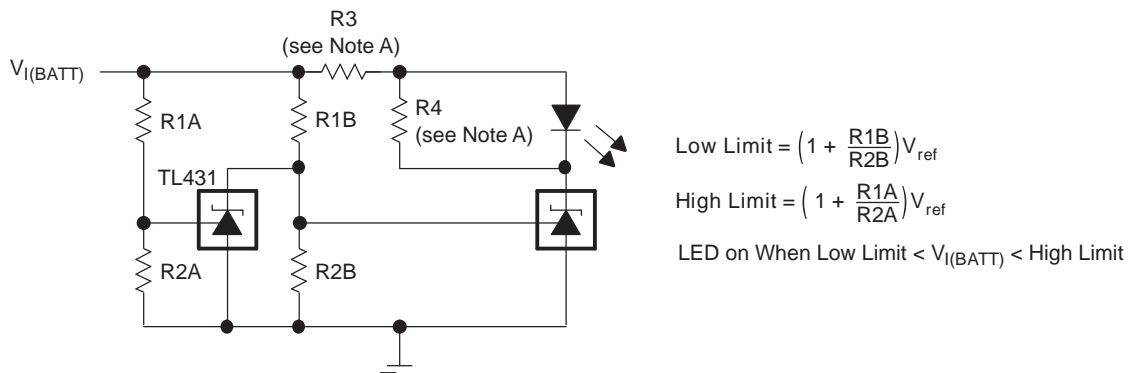 R3
(see Note A)
V_I(BATT)
R1A
R1B
R4
(see Note A)
TL431
R2A
R2B
Low Limit = (1 + R1B/R2B)V_ref
High Limit = (1 + R1A/R2A)V_ref
LED on When Low Limit < V_I(BATT) < High Limit